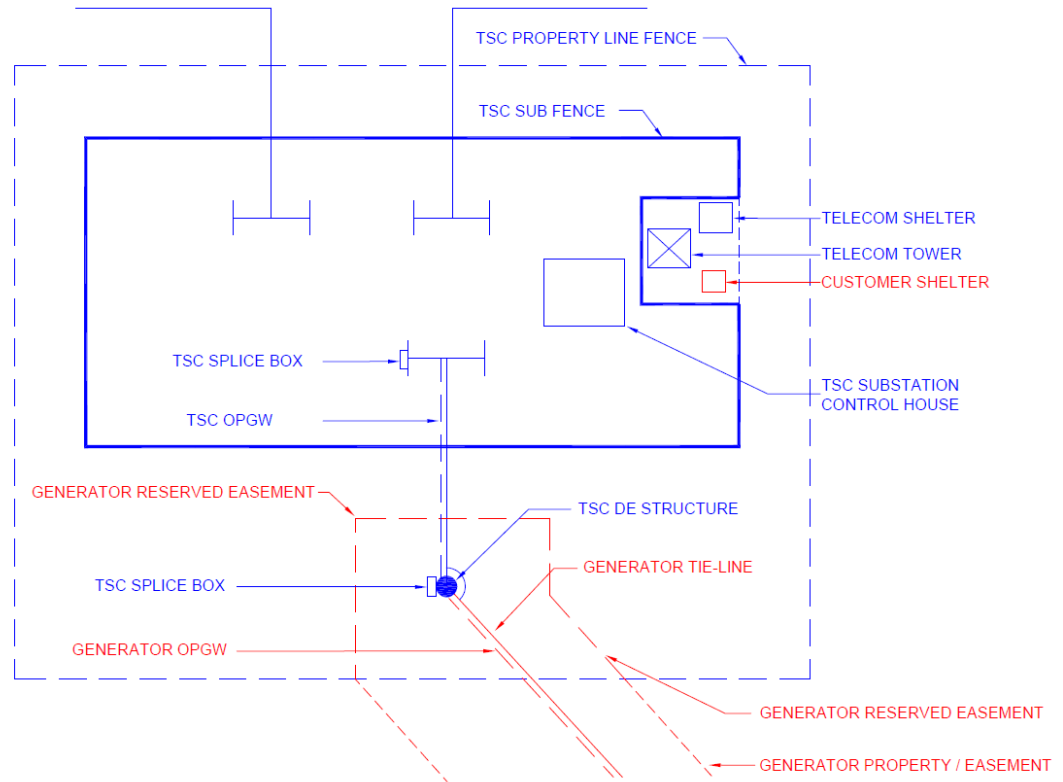 TSC PROPERTY LINE FENCE
TSC SUB FENCE
TELECOM SHELTER
TELECOM TOWER
CUSTOMER SHELTER
TSC SPLICE BOX
TSC SUBSTATION
CONTROL HOUSE
TSC OPGW
GENERATOR RESERVED EASEMENT
TSC DE STRUCTURE
GENERATOR TIE-LINE
TSC SPLICE BOX
GENERATOR OPGW
GENERATOR RESERVED EASEMENT
GENERATOR PROPERTY / EASEMENT